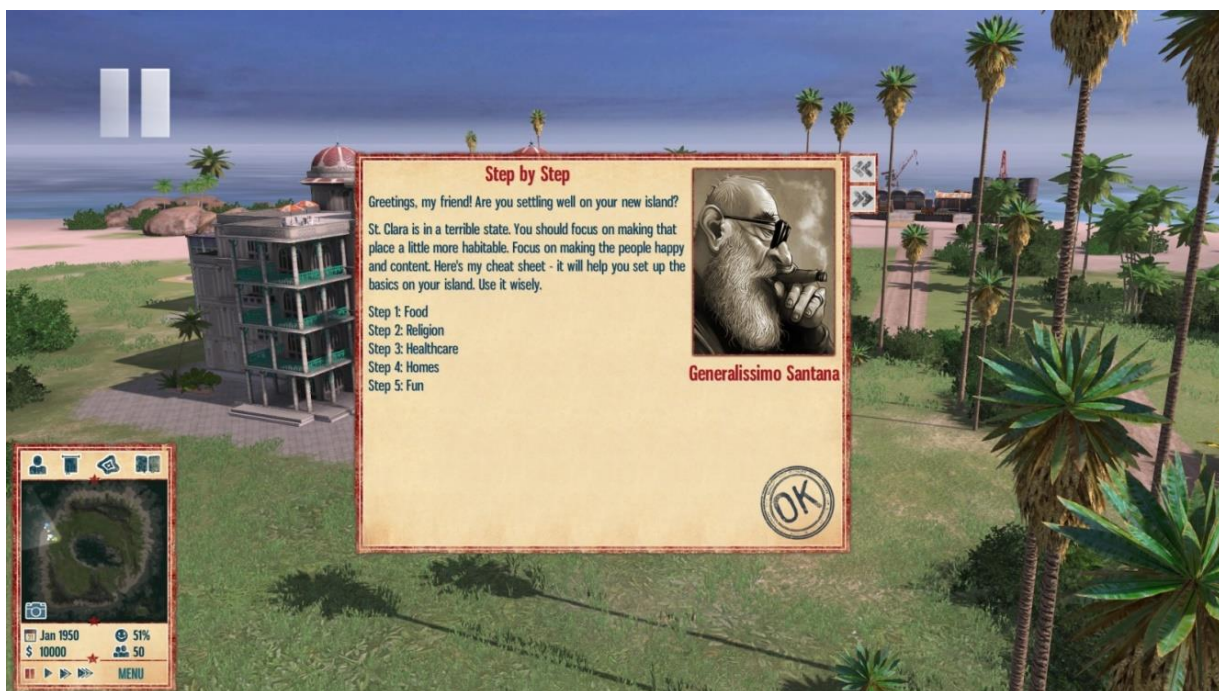 Step by Step
Greetings, my friend! Are you settling well on your new island?
St. Clara is in a terrible state. You should focus on making that
place a little more habitable. Focus on making the people happy
and content. Here's my cheat sheet - it will help you set up the
basics on your island. Use it wisely.
Step 1: Food
Step 2: Religion
Step 3: Healthcare
Step 4: Homes
Step 5: Fun
Generalissimo Santana
OK
Jan 1950
51%
$ 10000
50
MENU